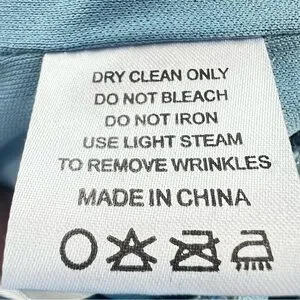 DRY CLEAN ONLY
DO NOT BLEACH
DO NOT IRON
USE LIGHT STEAM
TO REMOVE WRINKLES
MADE IN CHINA